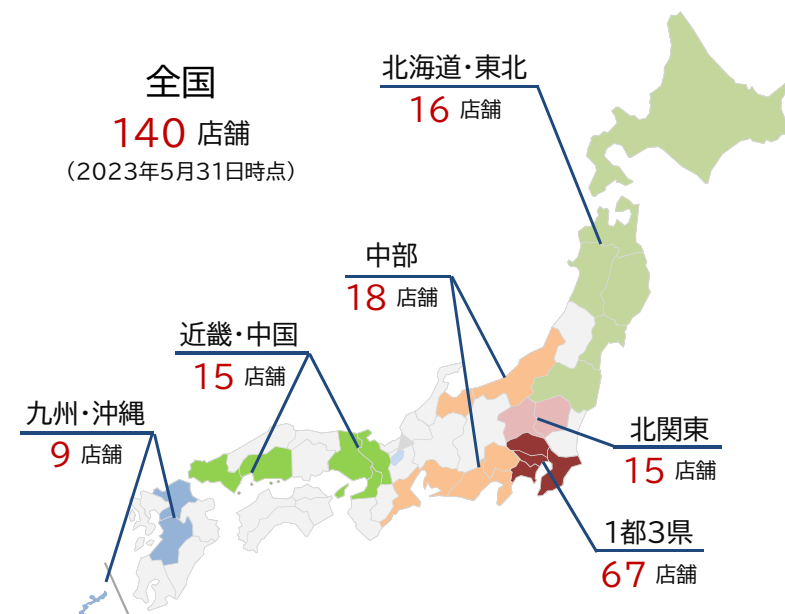 全国
140 店舗
（2023年5月31日時点）
北海道・東北
16 店舗
中部
18 店舗
近畿・中国
15 店舗
九州・沖縄
9 店舗
北関東
15 店舗
1都3県
67 店舗